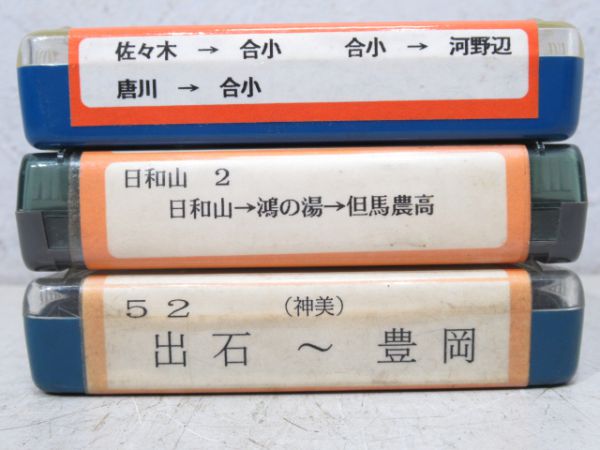 佐々木 → 合小　　合小 → 河野辺
唐川 → 合小
日和山　2
日和山→鴻の湯→但馬農高
５２　　（神美）
出石 ～ 豊岡